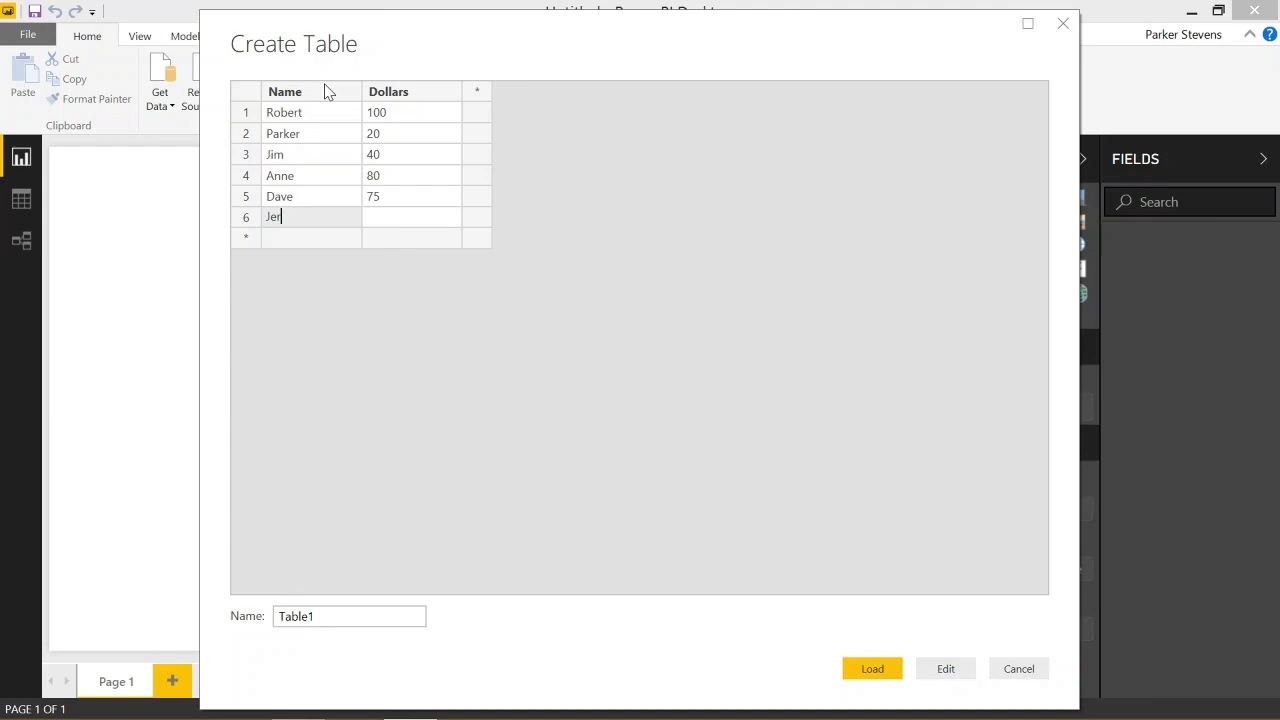 File
Home
View
Parker Stevens
Paste
Cut
Copy
Format Painter
Clipboard
Get
Data
Create Table
Name Dollars *
1 Robert 100
2 Parker 20
3 Jim 40
4 Anne 80
5 Dave 75
6 Jer
*
Name: Table1
Load Edit Cancel
FIELDS
Search
Page 1
PAGE 1 OF 1